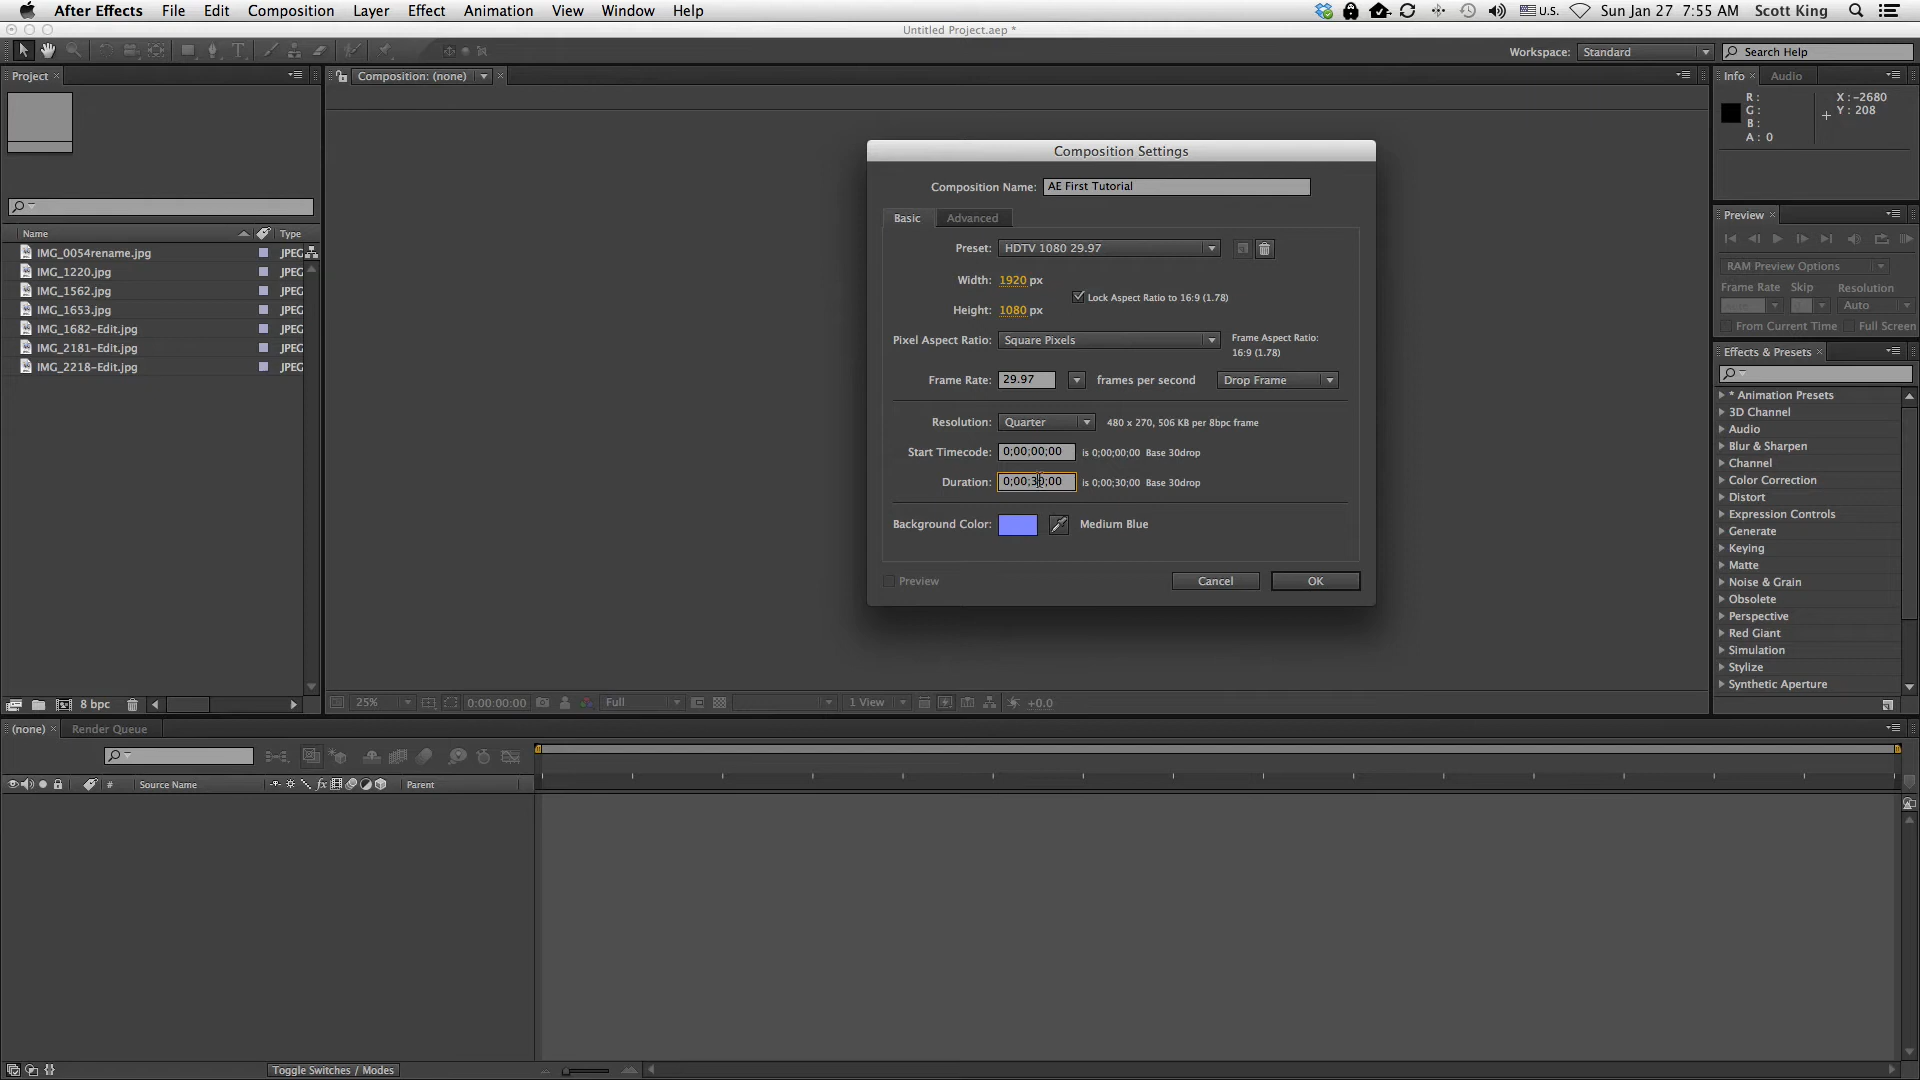 After Effects File Edit Composition Layer Effect Animation View Window Help U.S. Sun Jan 27 7:55 AM Scott King
Untitled Project.aep *
Workspace: Standard Search Help
Project
Composition: (none)
Info Audio
R:
G:
B:
A: 0
X: -2680
Y: 208
Name Type
IMG_0054rename.jpg JPEG
IMG_1220.jpg JPEG
IMG_1562.jpg JPEG
IMG_1653.jpg JPEG
IMG_1682-Edit.jpg JPEG
IMG_2181-Edit.jpg JPEG
IMG_2218-Edit.jpg JPEG
8 bpc
Composition Settings
Composition Name: AE First Tutorial
Basic Advanced
Preset: HDTV 1080 29.97
Width: 1920 px
Lock Aspect Ratio to 16:9 (1.78)
Height: 1080 px
Pixel Aspect Ratio: Square Pixels
Frame Aspect Ratio:
16:9 (1.78)
Frame Rate: 29.97 frames per second Drop Frame
Resolution: Quarter 480 x 270, 506 KB per 8bpc frame
Start Timecode: 0;00;00;00 is 0;00;00;00 Base 30drop
Duration: 0;00;30;00 is 0;00;30;00 Base 30drop
Background Color: Medium Blue
Preview Cancel OK
Preview
RAM Preview Options
Frame Rate Skip Resolution
Auto
From Current Time Full Screen
Effects & Presets
* Animation Presets
3D Channel
Audio
Blur & Sharpen
Channel
Color Correction
Distort
Expression Controls
Generate
Keying
Matte
Noise & Grain
Obsolete
Perspective
Red Giant
Simulation
Stylize
Synthetic Aperture
25% 0:00:00:00 Full 1 View +0.0
(none) Render Queue
# Source Name fx Parent
Toggle Switches / Modes